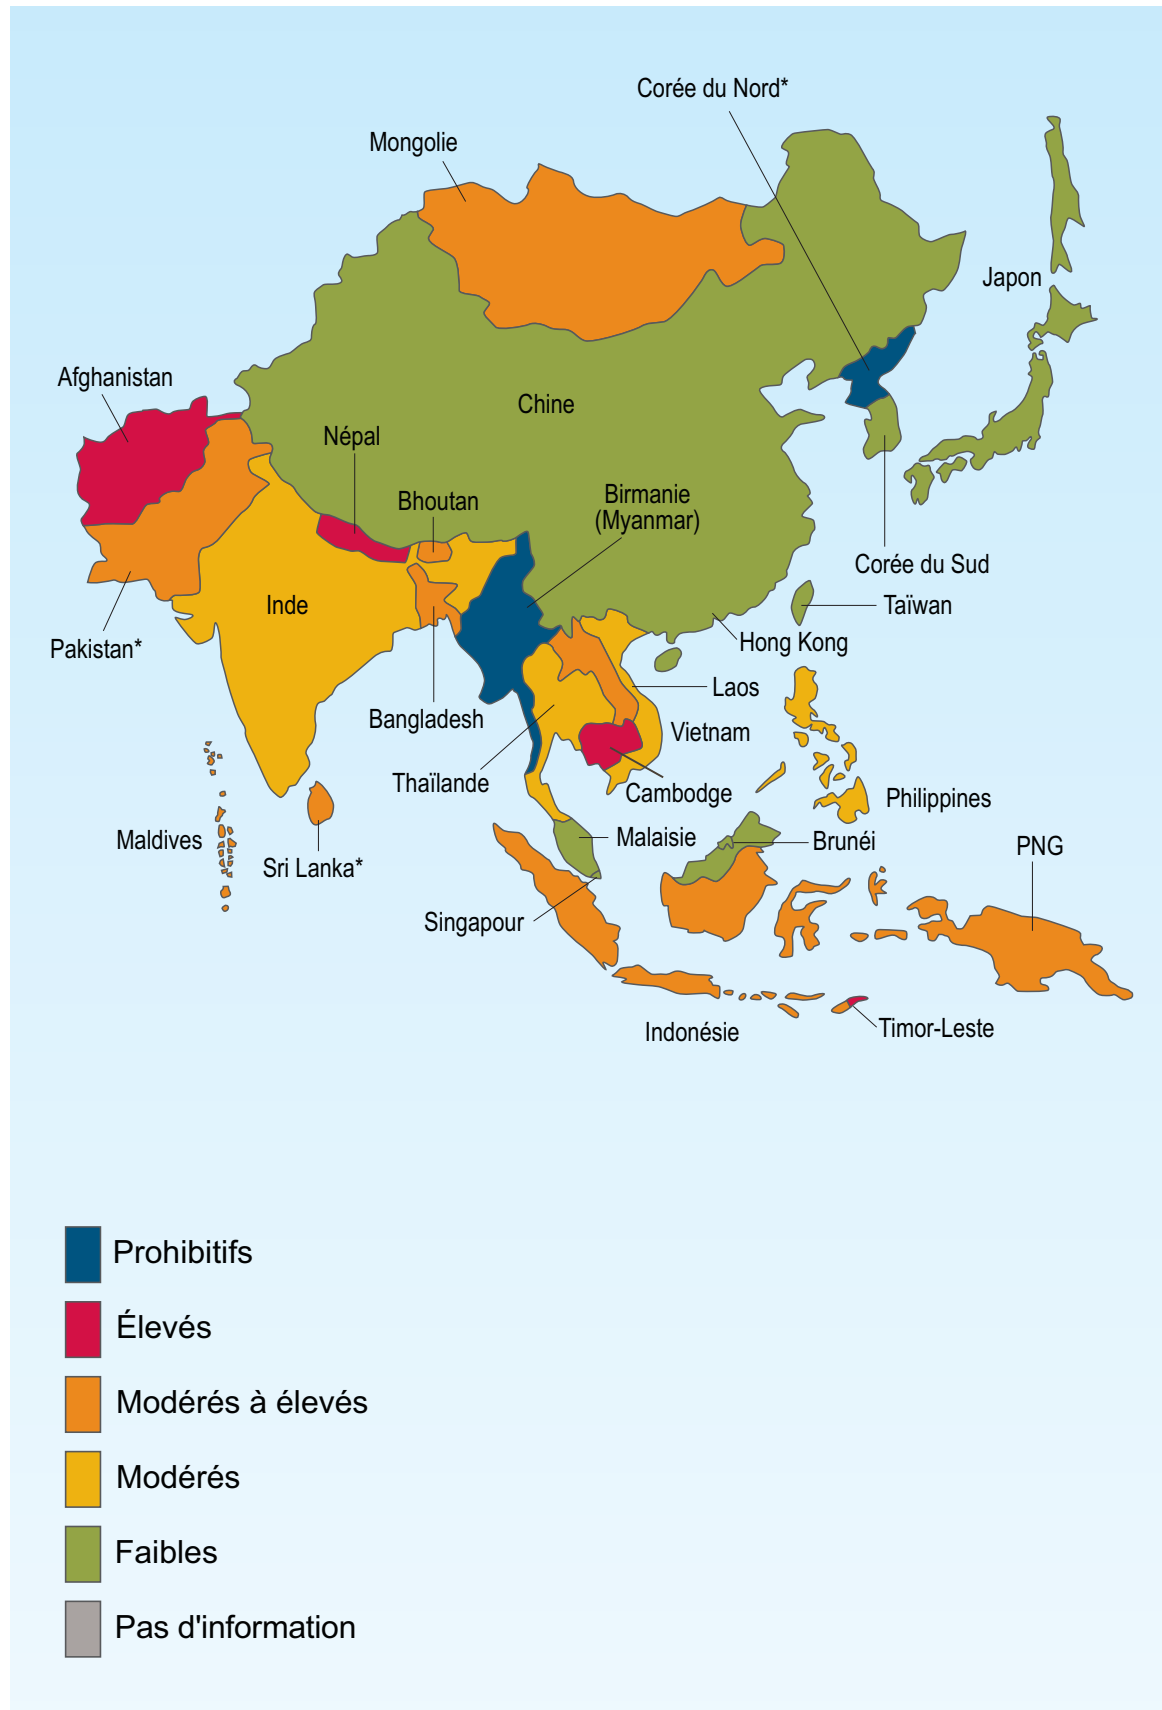 Corée du Nord*
Mongolie
Japon
Afghanistan
Chine
Népal
Bhoutan
Birmanie
(Myanmar)
Corée du Sud
Inde
Taïwan
Pakistan*
Hong Kong
Laos
Bangladesh
Vietnam
Thaïlande
Cambodge
Philippines
Maldives
Malaisie
Brunéi
PNG
Sri Lanka*
Singapour
Indonésie
Timor-Leste
Prohibitifs
Élevés
Modérés à élevés
Modérés
Faibles
Pas d'information